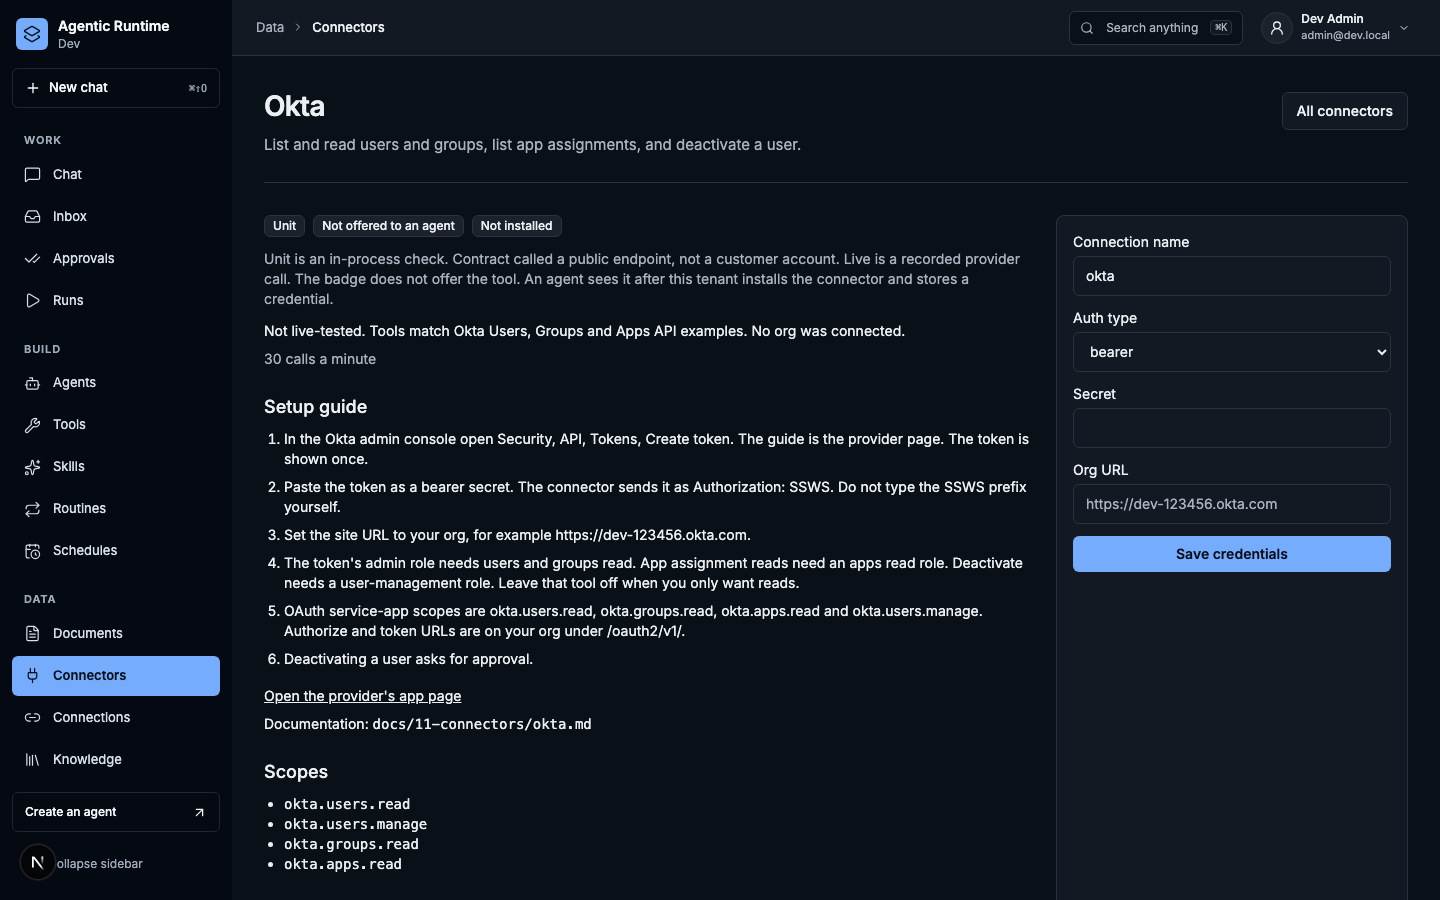 Agentic Runtime
Dev
New chat
⌘⇧O
WORK
Chat
Inbox
Approvals
Runs
BUILD
Agents
Tools
Skills
Routines
Schedules
DATA
Documents
Connectors
Connections
Knowledge
Create an agent
N
ollapse sidebar
Data
Connectors
Search anything
⌘K
Dev Admin
admin@dev.local
Okta
List and read users and groups, list app assignments, and deactivate a user.
All connectors
Unit
Not offered to an agent
Not installed
Unit is an in-process check. Contract called a public endpoint, not a customer account. Live is a recorded provider
call. The badge does not offer the tool. An agent sees it after this tenant installs the connector and stores a
credential.
Not live-tested. Tools match Okta Users, Groups and Apps API examples. No org was connected.
30 calls a minute
Setup guide
1. In the Okta admin console open Security, API, Tokens, Create token. The guide is the provider page. The token is
shown once.
2. Paste the token as a bearer secret. The connector sends it as Authorization: SSWS. Do not type the SSWS prefix
yourself.
3. Set the site URL to your org, for example https://dev-123456.okta.com.
4. The token's admin role needs users and groups read. App assignment reads need an apps read role. Deactivate
needs a user-management role. Leave that tool off when you only want reads.
5. OAuth service-app scopes are okta.users.read, okta.groups.read, okta.apps.read and okta.users.manage.
Authorize and token URLs are on your org under /oauth2/v1/.
6. Deactivating a user asks for approval.
Open the provider's app page
Documentation: docs/11-connectors/okta.md
Scopes
• okta.users.read
• okta.users.manage
• okta.groups.read
• okta.apps.read
Connection name
okta
Auth type
bearer
Secret
Org URL
https://dev-123456.okta.com
Save credentials